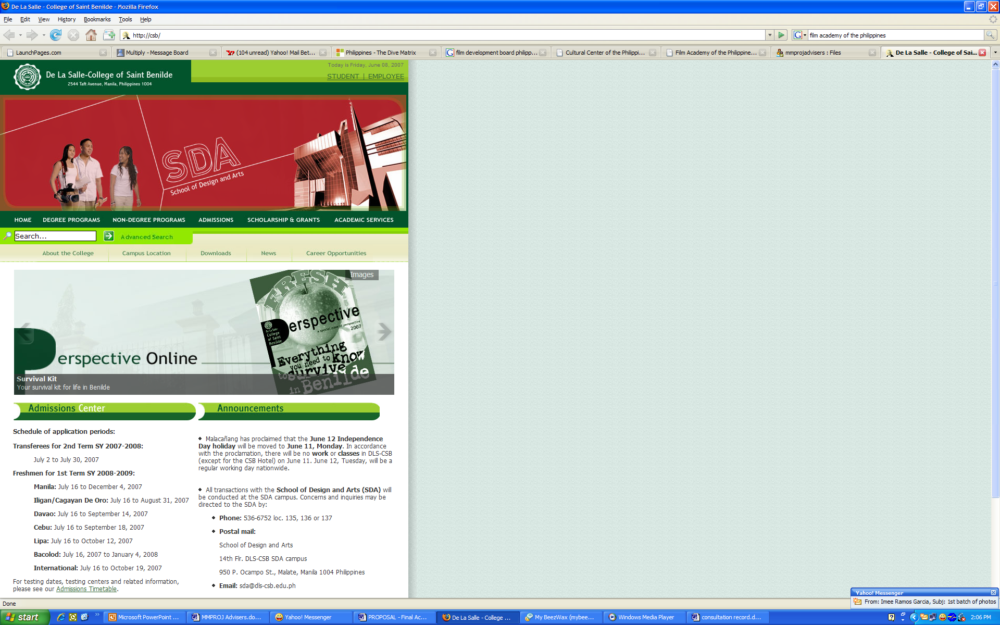 De La Salle - College of Saint Benilde - Mozilla Firefox
File Edit View History Bookmarks Tools Help
http://csb/
film academy of the philippines
LaunchPages.com
Multiply - Message Board
(104 unread) Yahoo! Mail Bet...
Philippines - The Dive Matrix
film development board philipp...
Cultural Center of the Philippi...
Film Academy of the Philippine...
mmprojadvisers : Files
De La Salle - College of Sai...
De La Salle-College of Saint Benilde
2544 Taft Avenue, Manila, Philippines 1004
Today is Friday, June 08, 2007
STUDENT | EMPLOYEE
SDA
School of Design and Arts
HOME DEGREE PROGRAMS NON-DEGREE PROGRAMS ADMISSIONS SCHOLARSHIP & GRANTS ACADEMIC SERVICES
Search...
Advanced Search
About the College Campus Location Downloads News Career Opportunities
Images
FRESH
Perspective
a special issue of perspective
2007
De La Salle-
College
of Saint
Benilde
Everything
you need to know
to survive
in Benilde
Perspective Online
Survival Kit
Your survival kit for life in Benilde
Admissions Center
Schedule of application periods:
Transferees for 2nd Term SY 2007-2008:
July 2 to July 30, 2007
Freshmen for 1st Term SY 2008-2009:
Manila: July 16 to December 4, 2007
Iligan/Cagayan De Oro: July 16 to August 31, 2007
Davao: July 16 to September 14, 2007
Cebu: July 16 to September 18, 2007
Lipa: July 16 to October 12, 2007
Bacolod: July 16, 2007 to January 4, 2008
International: July 16 to October 19, 2007
For testing dates, testing centers and related information,
please see our Admissions Timetable.
Announcements
Malacañang has proclaimed that the June 12 Independence
Day holiday will be moved to June 11, Monday. In accordance
with the proclamation, there will be no work or classes in DLS-CSB
(except for the CSB Hotel) on June 11. June 12, Tuesday, will be a
regular working day nationwide.
All transactions with the School of Design and Arts (SDA) will
be conducted at the SDA campus. Concerns and inquiries may be
directed to the SDA by:
Phone: 536-6752 loc. 135, 136 or 137
Postal mail:
School of Design and Arts
14th Flr. DLS-CSB SDA campus
950 P. Ocampo St., Malate, Manila 1004 Philippines
Email: sda@dls-csb.edu.ph
Yahoo! Messenger
From: Imee Ramos Garcia, Subj: 1st batch of photos
Done
start
Microsoft PowerPoint ...
MMPROJ Advisers.do...
Yahoo! Messenger
PROPOSAL - Final Ac...
De La Salle - College ...
My BeezWax (mybee...
Windows Media Player
consultation record.d...
2:06 PM